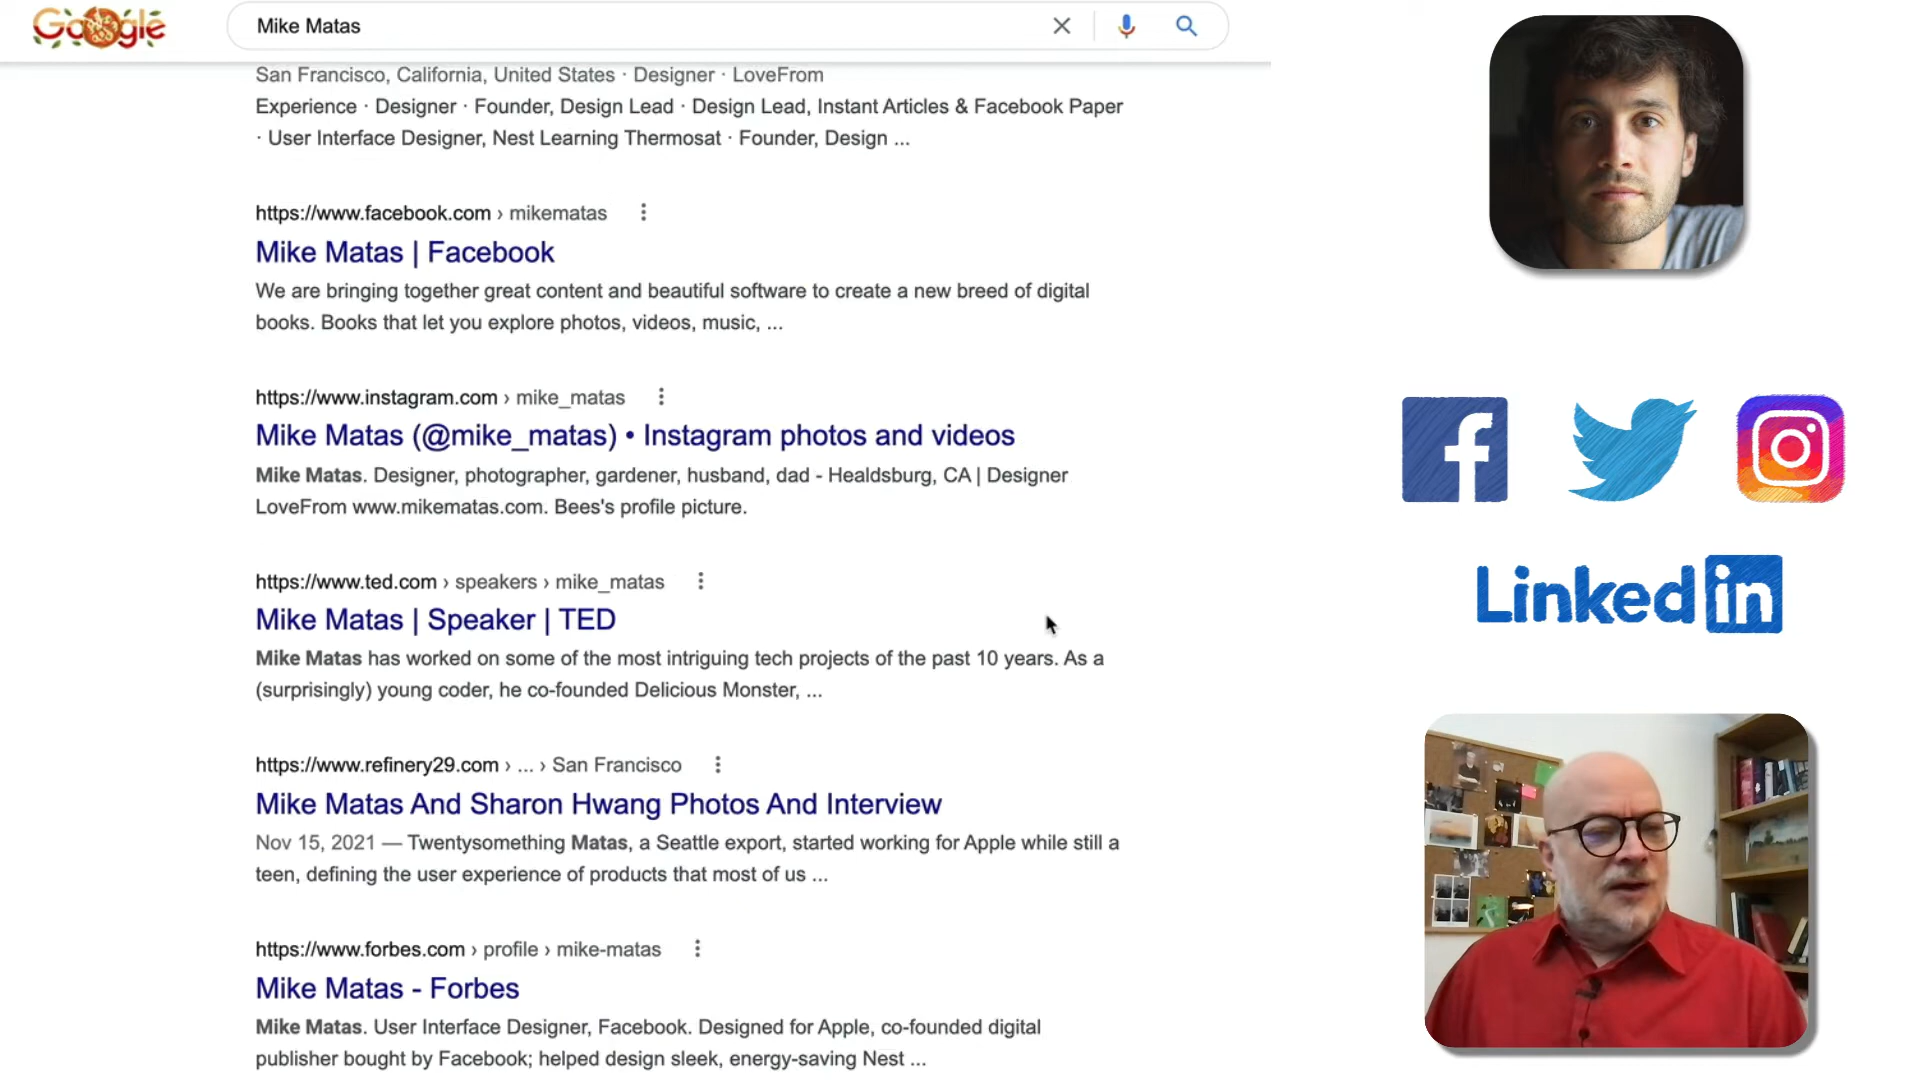 Google
Mike Matas
San Francisco, California, United States · Designer · LoveFrom
Experience · Designer · Founder, Design Lead · Design Lead, Instant Articles & Facebook Paper
· User Interface Designer, Nest Learning Thermosat · Founder, Design ...
https://www.facebook.com › mikematas
Mike Matas | Facebook
We are bringing together great content and beautiful software to create a new breed of digital
books. Books that let you explore photos, videos, music, ...
https://www.instagram.com › mike_matas
Mike Matas (@mike_matas) • Instagram photos and videos
Mike Matas. Designer, photographer, gardener, husband, dad - Healdsburg, CA | Designer
LoveFrom www.mikematas.com. Bees's profile picture.
https://www.ted.com › speakers › mike_matas
Mike Matas | Speaker | TED
Mike Matas has worked on some of the most intriguing tech projects of the past 10 years. As a
(surprisingly) young coder, he co-founded Delicious Monster, ...
https://www.refinery29.com › ... › San Francisco
Mike Matas And Sharon Hwang Photos And Interview
Nov 15, 2021 — Twentysomething Matas, a Seattle export, started working for Apple while still a
teen, defining the user experience of products that most of us ...
https://www.forbes.com › profile › mike-matas
Mike Matas - Forbes
Mike Matas. User Interface Designer, Facebook. Designed for Apple, co-founded digital
publisher bought by Facebook; helped design sleek, energy-saving Nest ...
f
Linked in